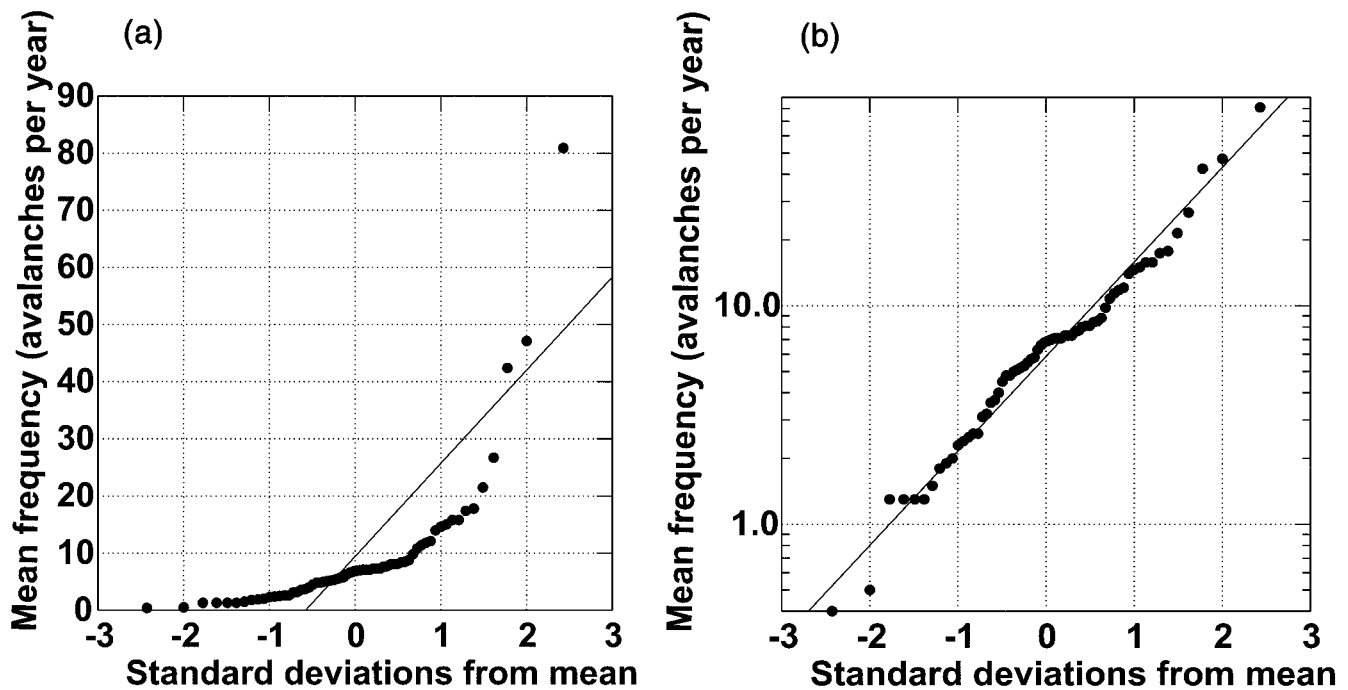 (a)
Mean frequency (avalanches per year)
90
80
70
60
50
40
30
20
10
0
-3 -2 -1 0 1 2 3
Standard deviations from mean
(b)
Mean frequency (avalanches per year)
10.0
1.0
-3 -2 -1 0 1 2 3
Standard deviations from mean